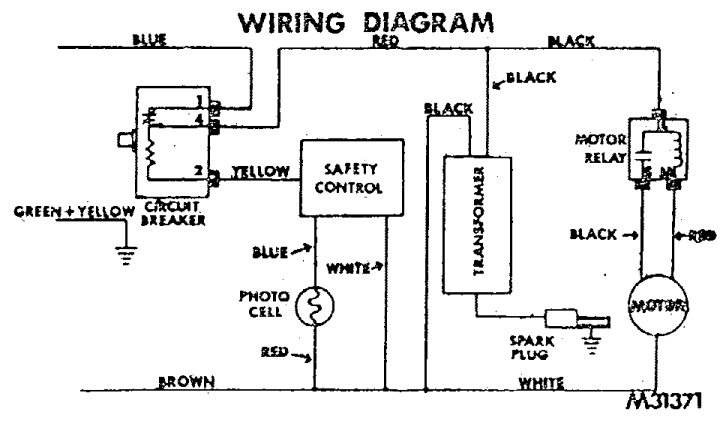 WIRING DIAGRAM
BLUE
RED
BLACK
BLACK
BLACK
1
4
2
YELLOW
SAFETY
CONTROL
MOTOR
RELAY
TRANSFORMER
CIRCUIT
BREAKER
GREEN+YELLOW
BLUE
WHITE
BLACK
RED
PHOTO
CELL
MOTOR
SPARK
PLUG
RED
BROWN
WHITE
M31371